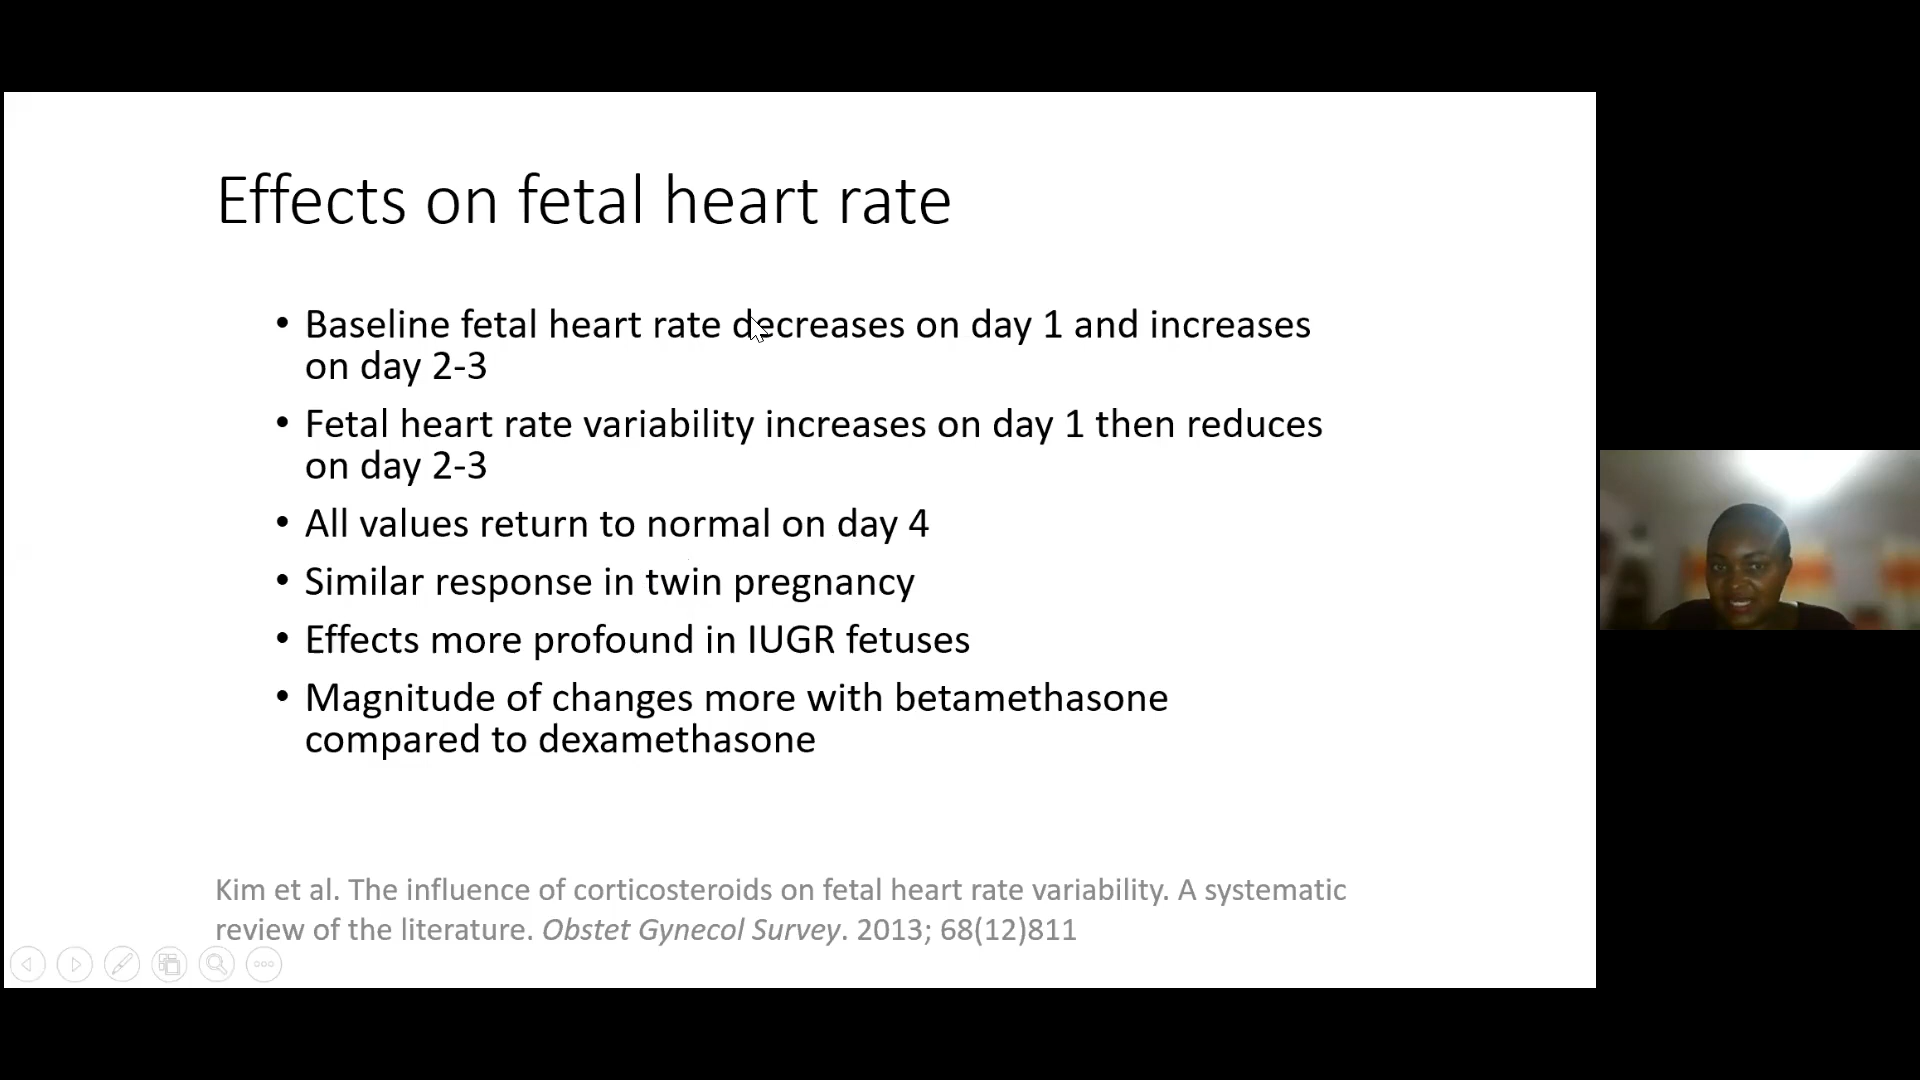 Effects on fetal heart rate
• Baseline fetal heart rate decreases on day 1 and increases
on day 2-3
• Fetal heart rate variability increases on day 1 then reduces
on day 2-3
• All values return to normal on day 4
• Similar response in twin pregnancy
• Effects more profound in IUGR fetuses
• Magnitude of changes more with betamethasone
compared to dexamethasone
Kim et al. The influence of corticosteroids on fetal heart rate variability. A systematic
review of the literature. Obstet Gynecol Survey. 2013; 68(12)811